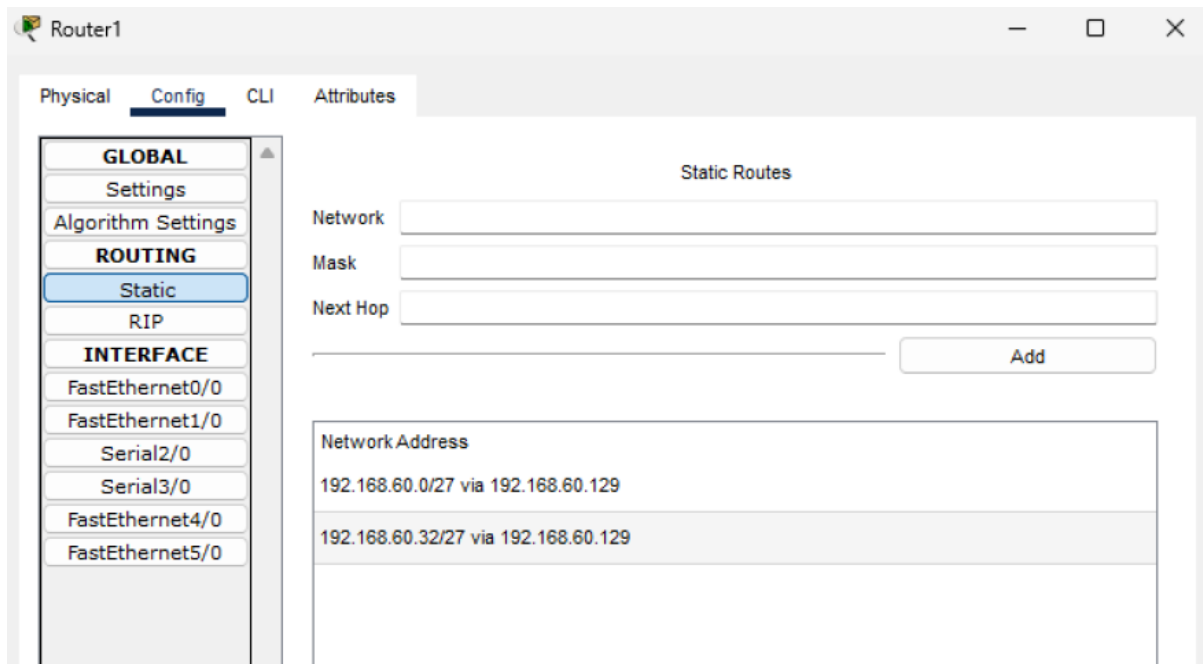 Router1
Physical Config CLI Attributes
GLOBAL
Settings
Algorithm Settings
ROUTING
Static
RIP
INTERFACE
FastEthernet0/0
FastEthernet1/0
Serial2/0
Serial3/0
FastEthernet4/0
FastEthernet5/0
Static Routes
Network
Mask
Next Hop
Add
Network Address
192.168.60.0/27 via 192.168.60.129
192.168.60.32/27 via 192.168.60.129